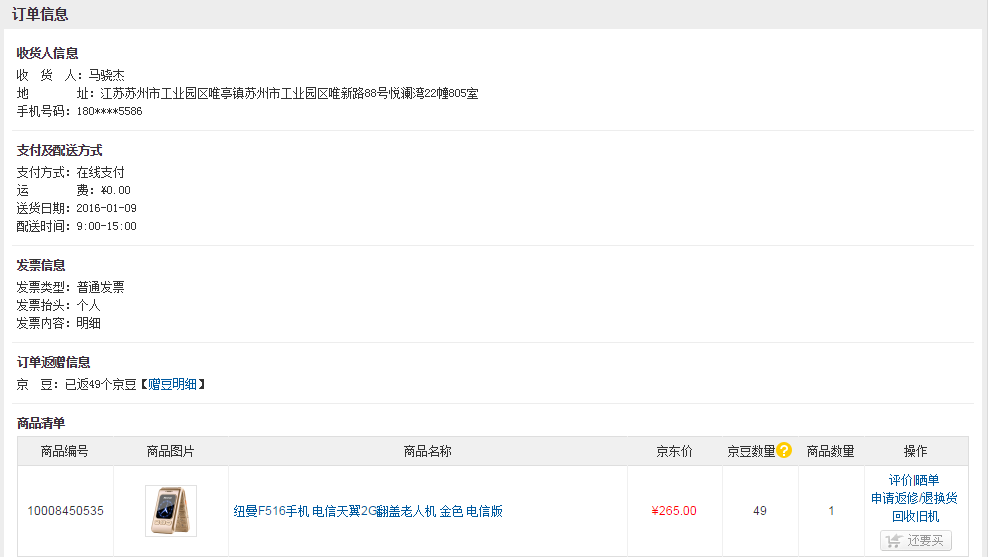 订单信息
收货人信息
收 货 人：马骁杰
地 址：江苏苏州市工业园区唯亭镇苏州市工业园区唯新路88号悦澜湾22幢805室
手机号码：180****5586
支付及配送方式
支付方式：在线支付
运 费：¥0.00
送货日期：2016-01-09
配送时间：9:00-15:00
发票信息
发票类型：普通发票
发票抬头：个人
发票内容：明细
订单返赠信息
京 豆：已返49个京豆【赠豆明细】
商品清单
商品编号 商品图片 商品名称 京东价 京豆数量? 商品数量 操作
10008450535 纽曼F516手机 电信天翼2G翻盖老人机 金色 电信版 ¥265.00 49 1 评价|晒单
申请返修/退换货
回收旧机
还要买